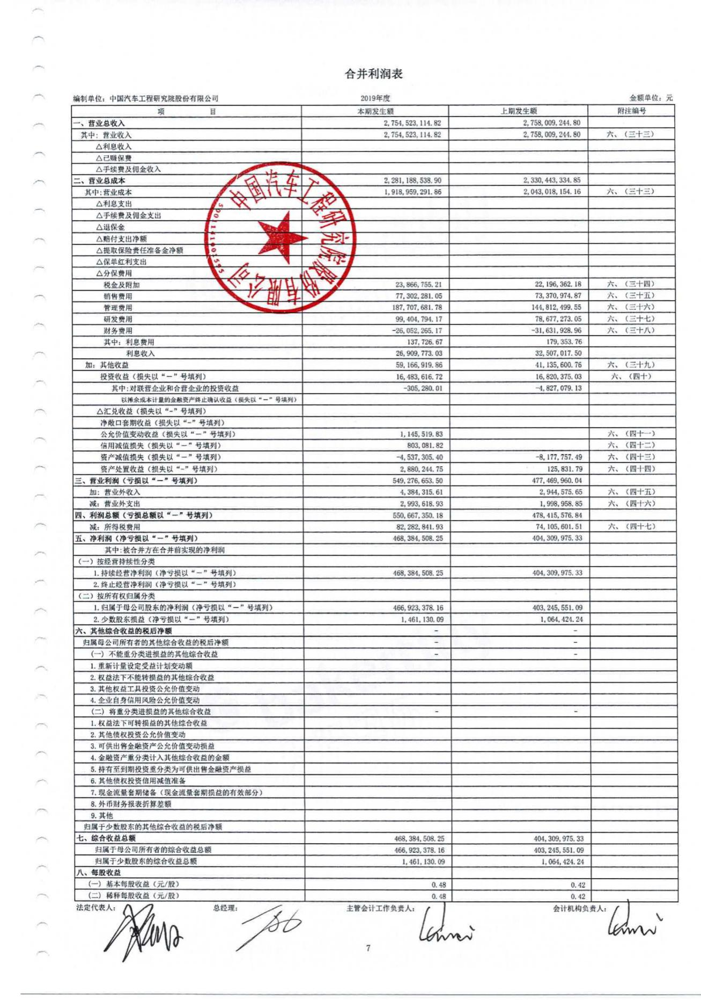 合并利润表
编制单位：中国汽车工程研究院股份有限公司 2019年度 金额单位：元
项 目 本期发生额 上期发生额 附注编号
一、营业总收入 2,754,523,114.82 2,758,009,244.80
其中：营业收入 2,754,523,114.82 2,758,009,244.80 六、（三十三）
△利息收入
△已赚保费
△手续费及佣金收入
二、营业总成本 2,281,188,538.90 2,330,443,334.85
其中:营业成本 1,918,959,291.86 2,043,018,154.16 六、（三十三）
△利息支出
△手续费及佣金支出
△退保金
△赔付支出净额
△提取保险责任准备金净额
△保单红利支出
△分保费用
税金及附加 23,866,755.21 22,196,362.18 六、（三十四）
销售费用 77,302,281.05 73,370,974.87 六、（三十五）
管理费用 187,707,681.78 144,812,499.55 六、（三十六）
研发费用 99,404,794.17 78,677,273.05 六、（三十七）
财务费用 -26,052,265.17 -31,631,928.96 六、（三十八）
其中：利息费用 137,726.67 179,353.76
利息收入 26,909,773.03 32,507,017.50
加：其他收益 59,166,919.86 41,135,600.76 六、（三十九）
投资收益（损失以“－”号填列） 16,483,616.72 16,820,375.03 六、（四十）
其中:对联营企业和合营企业的投资收益 -305,280.01 -4,827,079.13
以摊余成本计量的金融资产终止确认收益（损失以“－”号填列）
△汇兑收益（损失以“-”号填列）
净敞口套期收益（损失以“-”号填列）
公允价值变动收益（损失以“－”号填列） 1,145,519.83 六、（四十一）
信用减值损失（损失以“－”号填列） 803,081.82 六、（四十二）
资产减值损失（损失以“－”号填列） -4,537,305.40 -8,177,757.49 六、（四十三）
资产处置收益（损失以“-”号填列） 2,880,244.75 125,831.79 六、（四十四）
三、营业利润（亏损以“－”号填列） 549,276,653.50 477,469,960.04
加：营业外收入 4,384,315.61 2,944,575.65 六、（四十五）
减：营业外支出 2,993,618.93 1,998,958.85 六、（四十六）
四、利润总额（亏损总额以“－”号填列） 550,667,350.18 478,415,576.84
减：所得税费用 82,282,841.93 74,105,601.51 六、（四十七）
五、净利润（净亏损以“－”号填列） 468,384,508.25 404,309,975.33
其中:被合并方在合并前实现的净利润
（一）按经营持续性分类
1.持续经营净利润（净亏损以“－”号填列） 468,384,508.25 404,309,975.33
2.终止经营净利润（净亏损以“－”号填列）
（二）按所有权归属分类
1.归属于母公司股东的净利润（净亏损以“－”号填列） 466,923,378.16 403,245,551.09
2.少数股东损益（净亏损以“－”号填列） 1,461,130.09 1,064,424.24
六、其他综合收益的税后净额 - -
归属母公司所有者的其他综合收益的税后净额 - -
（一）不能重分类进损益的其他综合收益 - -
1.重新计量设定受益计划变动额
2.权益法下不能转损益的其他综合收益
3.其他权益工具投资公允价值变动
4.企业自身信用风险公允价值变动
（二）将重分类进损益的其他综合收益 - -
1.权益法下可转损益的其他综合收益
2.其他债权投资公允价值变动
3.可供出售金融资产公允价值变动损益
4.金融资产重分类计入其他综合收益的金额
5.持有至到期投资重分类为可供出售金融资产损益
6.其他债权投资信用减值准备
7.现金流量套期储备（现金流量套期损益的有效部分）
8.外币财务报表折算差额
9.其他
归属于少数股东的其他综合收益的税后净额
七、综合收益总额 468,384,508.25 404,309,975.33
归属于母公司所有者的综合收益总额 466,923,378.16 403,245,551.09
归属于少数股东的综合收益总额 1,461,130.09 1,064,424.24
八、每股收益
（一）基本每股收益（元/股） 0.48 0.42
（二）稀释每股收益（元/股） 0.48 0.42
法定代表人： 总经理： 主管会计工作负责人： 会计机构负责人：
7
中国汽车工程研究院股份有限公司